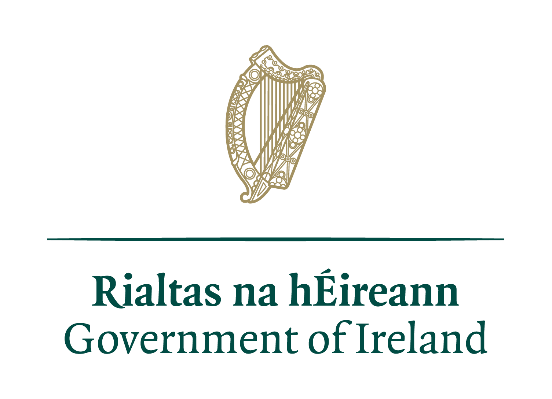 Rialtas na hÉireann
Government of Ireland